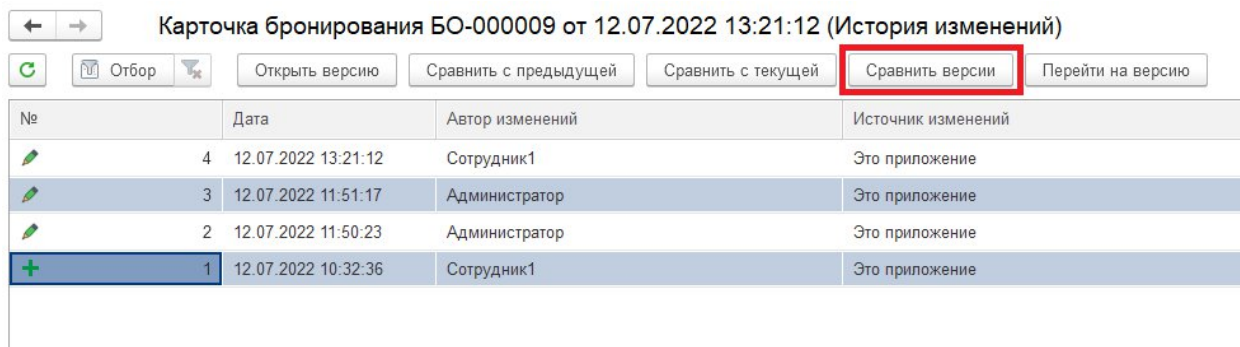 Карточка бронирования БО-000009 от 12.07.2022 13:21:12 (История изменений)
Отбор Открыть версию Сравнить с предыдущей Сравнить с текущей Сравнить версии Перейти на версию
№ Дата Автор изменений Источник изменений
4 12.07.2022 13:21:12 Сотрудник1 Это приложение
3 12.07.2022 11:51:17 Администратор Это приложение
2 12.07.2022 11:50:23 Администратор Это приложение
1 12.07.2022 10:32:36 Сотрудник1 Это приложение